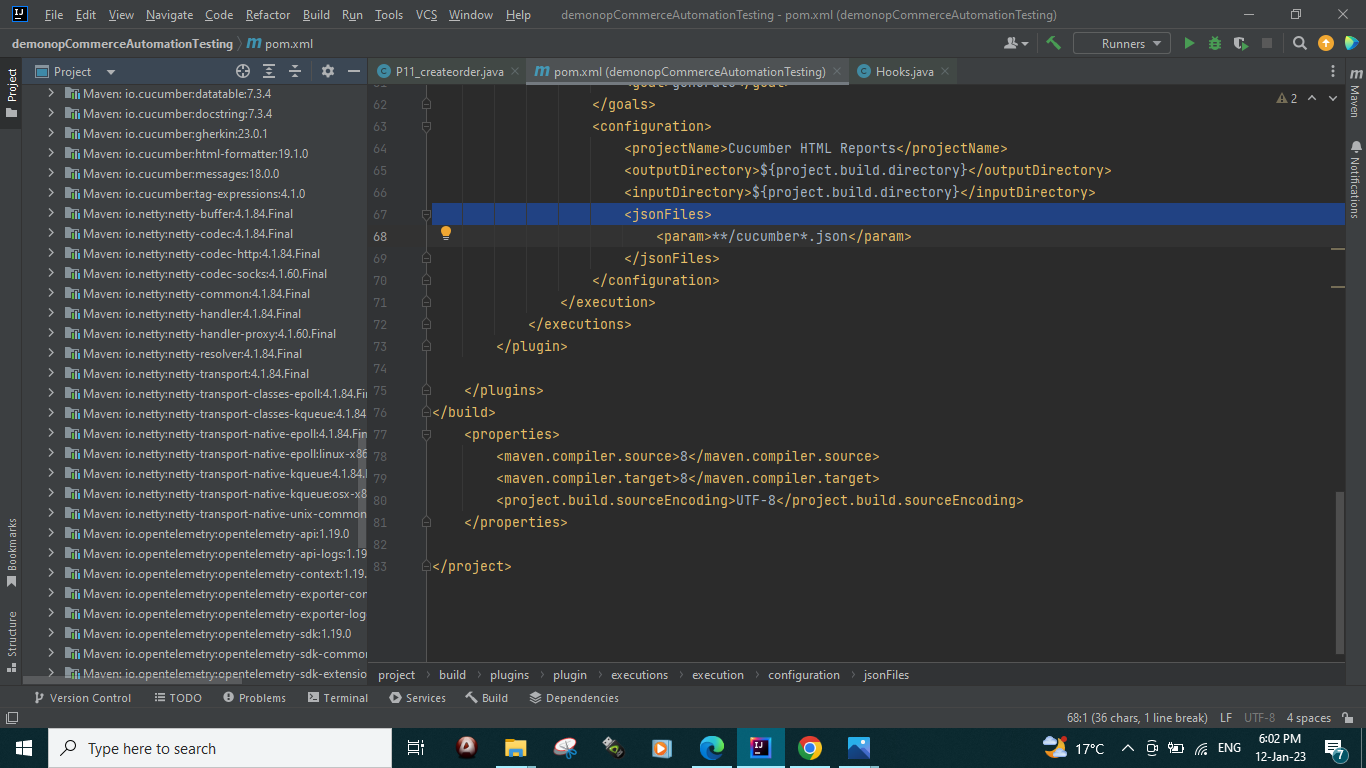 File Edit View Navigate Code Refactor Build Run Tools VCS Window Help demonopCommerceAutomationTesting - pom.xml (demonopCommerceAutomationTesting)
demonopCommerceAutomationTesting pom.xml Runners
Project P11_createorder.java pom.xml (demonopCommerceAutomationTesting) Hooks.java
Project
Bookmarks
Structure
Maven: io.cucumber:datatable:7.3.4
Maven: io.cucumber:docstring:7.3.4
Maven: io.cucumber:gherkin:23.0.1
Maven: io.cucumber:html-formatter:19.1.0
Maven: io.cucumber:messages:18.0.0
Maven: io.cucumber:tag-expressions:4.1.0
Maven: io.netty:netty-buffer:4.1.84.Final
Maven: io.netty:netty-codec:4.1.84.Final
Maven: io.netty:netty-codec-http:4.1.84.Final
Maven: io.netty:netty-codec-socks:4.1.60.Final
Maven: io.netty:netty-common:4.1.84.Final
Maven: io.netty:netty-handler:4.1.84.Final
Maven: io.netty:netty-handler-proxy:4.1.60.Final
Maven: io.netty:netty-resolver:4.1.84.Final
Maven: io.netty:netty-transport:4.1.84.Final
Maven: io.netty:netty-transport-classes-epoll:4.1.84.Fi
Maven: io.netty:netty-transport-classes-kqueue:4.1.84
Maven: io.netty:netty-transport-native-epoll:4.1.84.Fin
Maven: io.netty:netty-transport-native-epoll:linux-x86
Maven: io.netty:netty-transport-native-kqueue:4.1.84.
Maven: io.netty:netty-transport-native-kqueue:osx-x8
Maven: io.netty:netty-transport-native-unix-common
Maven: io.opentelemetry:opentelemetry-api:1.19.0
Maven: io.opentelemetry:opentelemetry-api-logs:1.19
Maven: io.opentelemetry:opentelemetry-context:1.19.
Maven: io.opentelemetry:opentelemetry-exporter-con
Maven: io.opentelemetry:opentelemetry-exporter-log
Maven: io.opentelemetry:opentelemetry-sdk:1.19.0
Maven: io.opentelemetry:opentelemetry-sdk-commo
Maven: io.opentelemetry:opentelemetry-sdk-extensio
61 <goal>generate</goal>
62 </goals>
63 <configuration>
64 <projectName>Cucumber HTML Reports</projectName>
65 <outputDirectory>${project.build.directory}</outputDirectory>
66 <inputDirectory>${project.build.directory}</inputDirectory>
67 <jsonFiles>
68 <param>**/cucumber*.json</param>
69 </jsonFiles>
70 </configuration>
71 </execution>
72 </executions>
73 </plugin>
74
75 </plugins>
76 </build>
77 <properties>
78 <maven.compiler.source>8</maven.compiler.source>
79 <maven.compiler.target>8</maven.compiler.target>
80 <project.build.sourceEncoding>UTF-8</project.build.sourceEncoding>
81 </properties>
82
83 </project>
2
Maven
Notifications
project build plugins plugin executions execution configuration jsonFiles
Version Control TODO Problems Terminal Services Build Dependencies
68:1 (36 chars, 1 line break) LF UTF-8 4 spaces
Type here to search 17°C ENG 6:02 PM
12-Jan-23 7